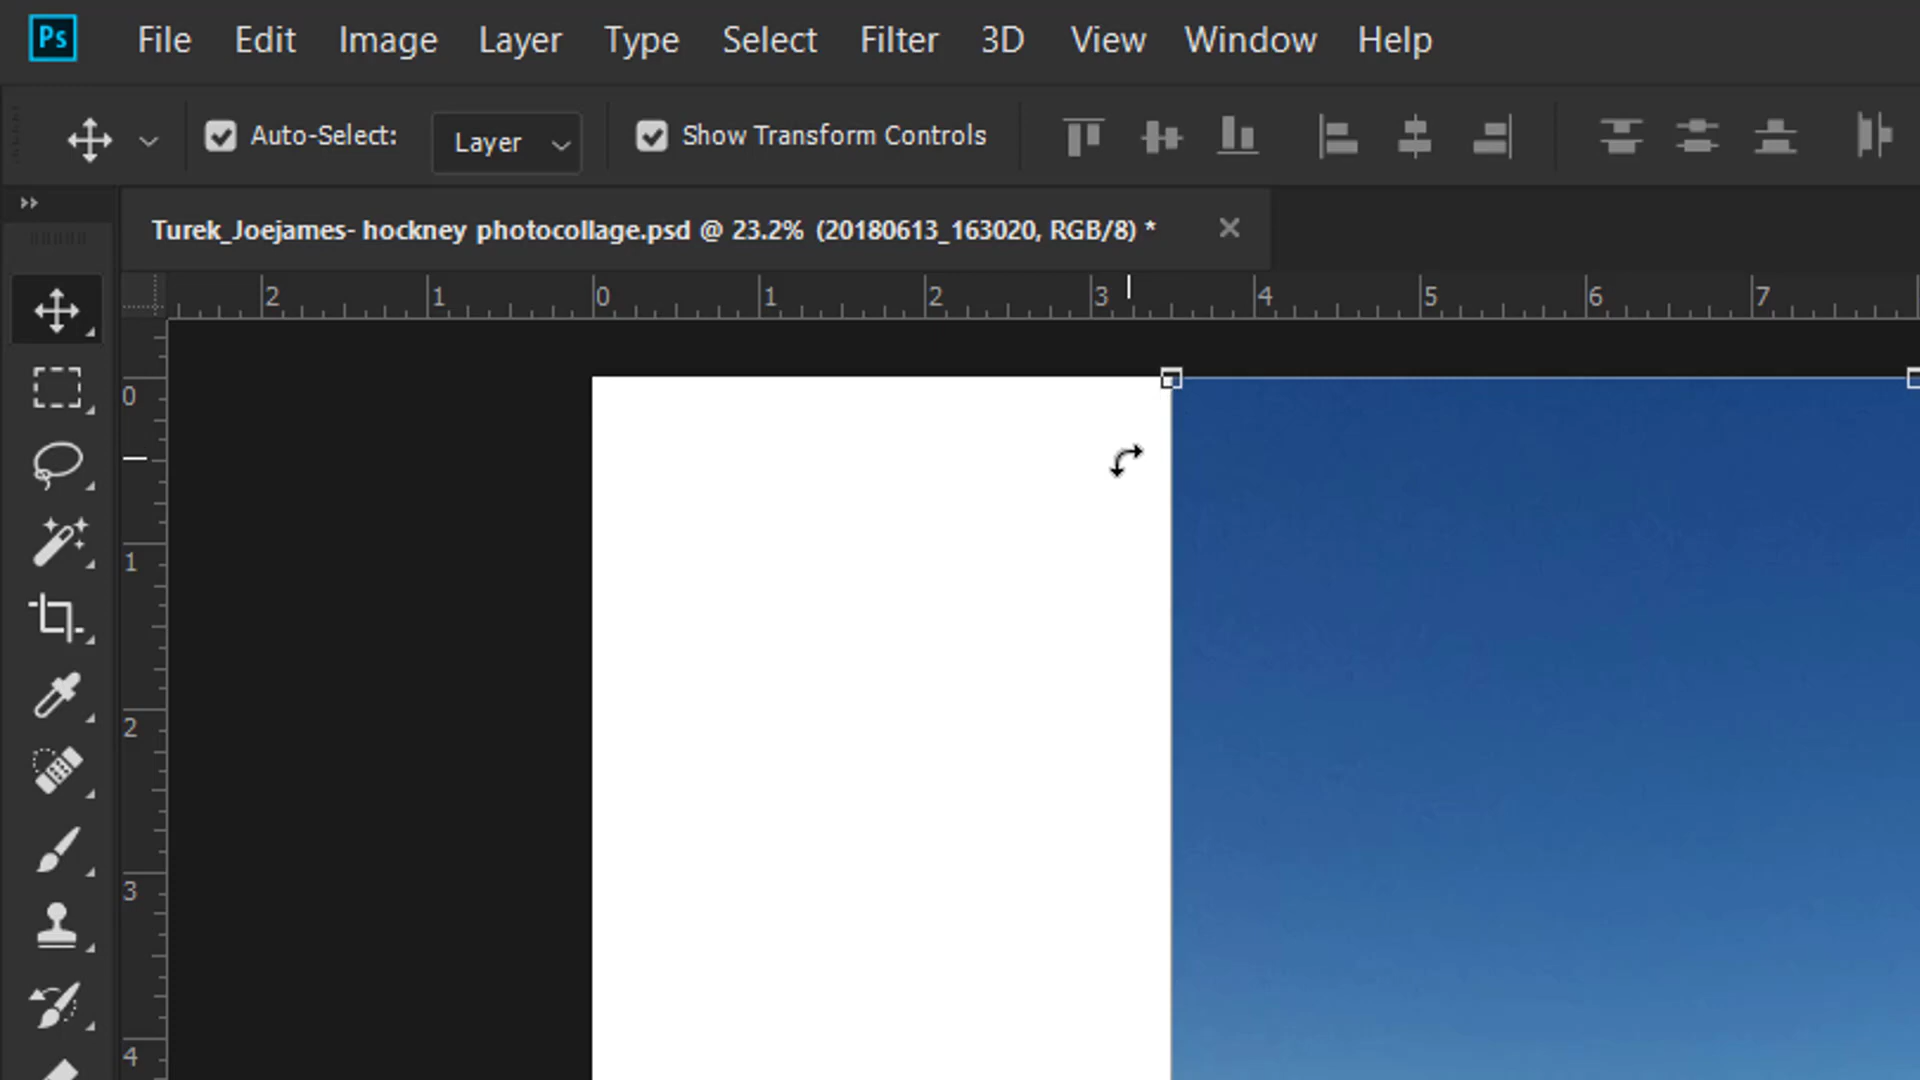 Ps File Edit Image Layer Type Select Filter 3D View Window Help
Auto-Select: Layer Show Transform Controls
Turek_Joejames- hockney photocollage.psd @ 23.2% (20180613_163020, RGB/8) *
2 1 0 1 2 3 4 5 6 7
0
1
2
3
4